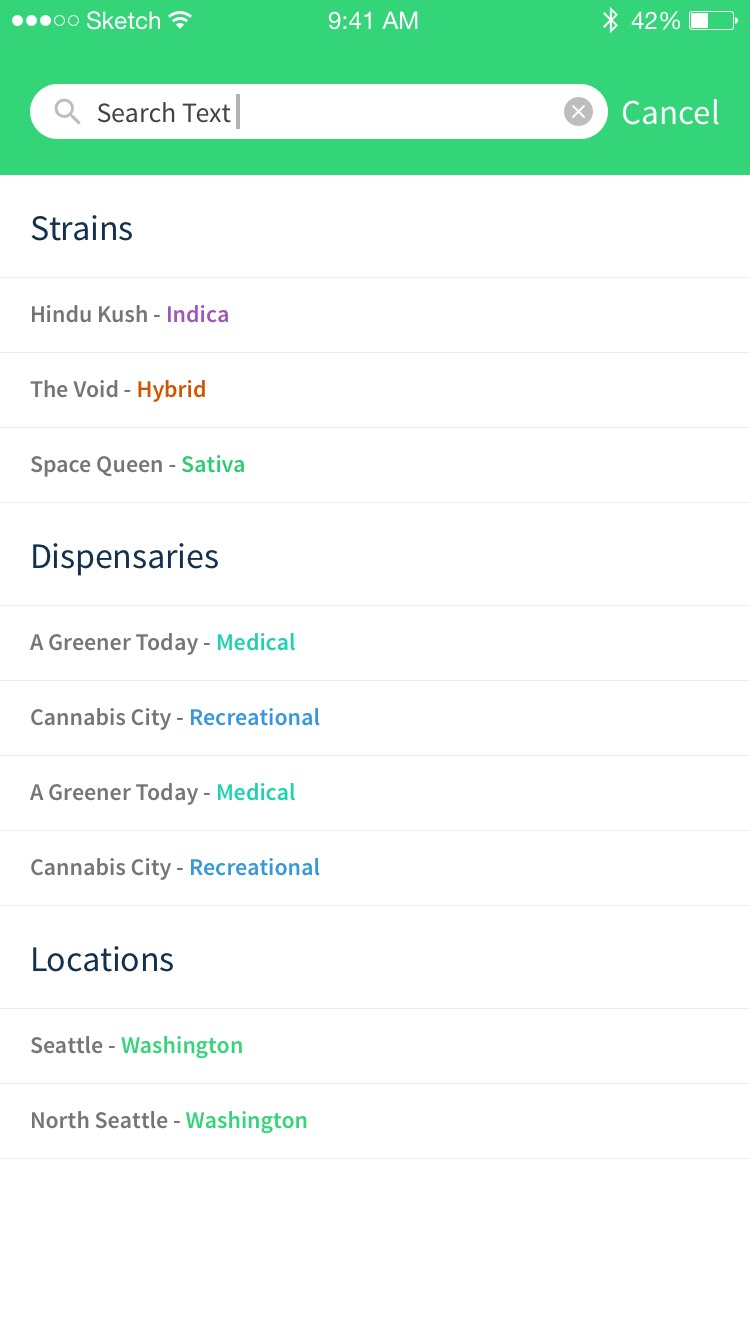 Sketch 9:41 AM 42%
Search Text Cancel
Strains
Hindu Kush - Indica
The Void - Hybrid
Space Queen - Sativa
Dispensaries
A Greener Today - Medical
Cannabis City - Recreational
A Greener Today - Medical
Cannabis City - Recreational
Locations
Seattle - Washington
North Seattle - Washington